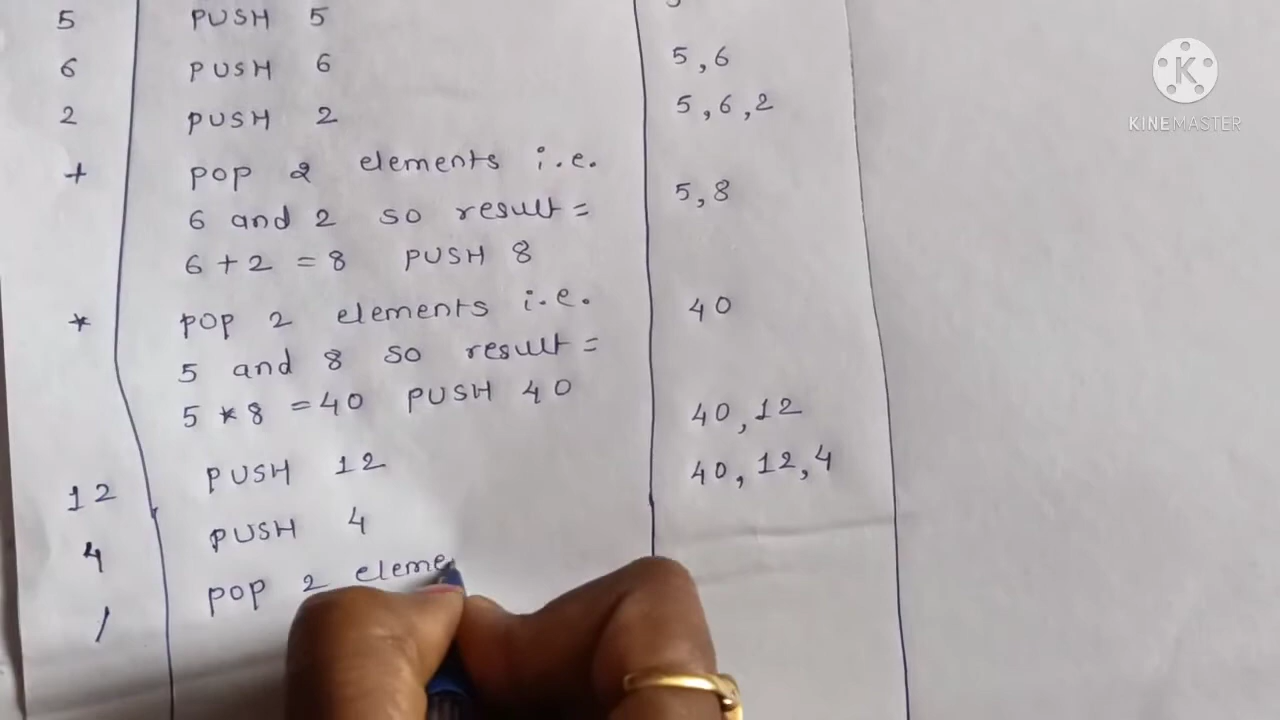 5 PUSH 5
6 PUSH 6 5,6
2 PUSH 2 5,6,2
+ POP 2 elements i.e. 5,8
6 and 2 so result =
6+2 = 8 PUSH 8
* POP 2 elements i.e. 40
5 and 8 so result =
5 * 8 = 40 PUSH 40
12 PUSH 12 40,12
4 PUSH 4 40,12,4
/ POP 2 eleme
KINEMASTER